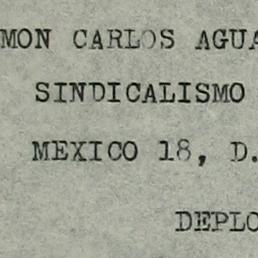 MON CARLOS AGUA
SINDICALISMO
MEXICO 18, D.
DEPLO